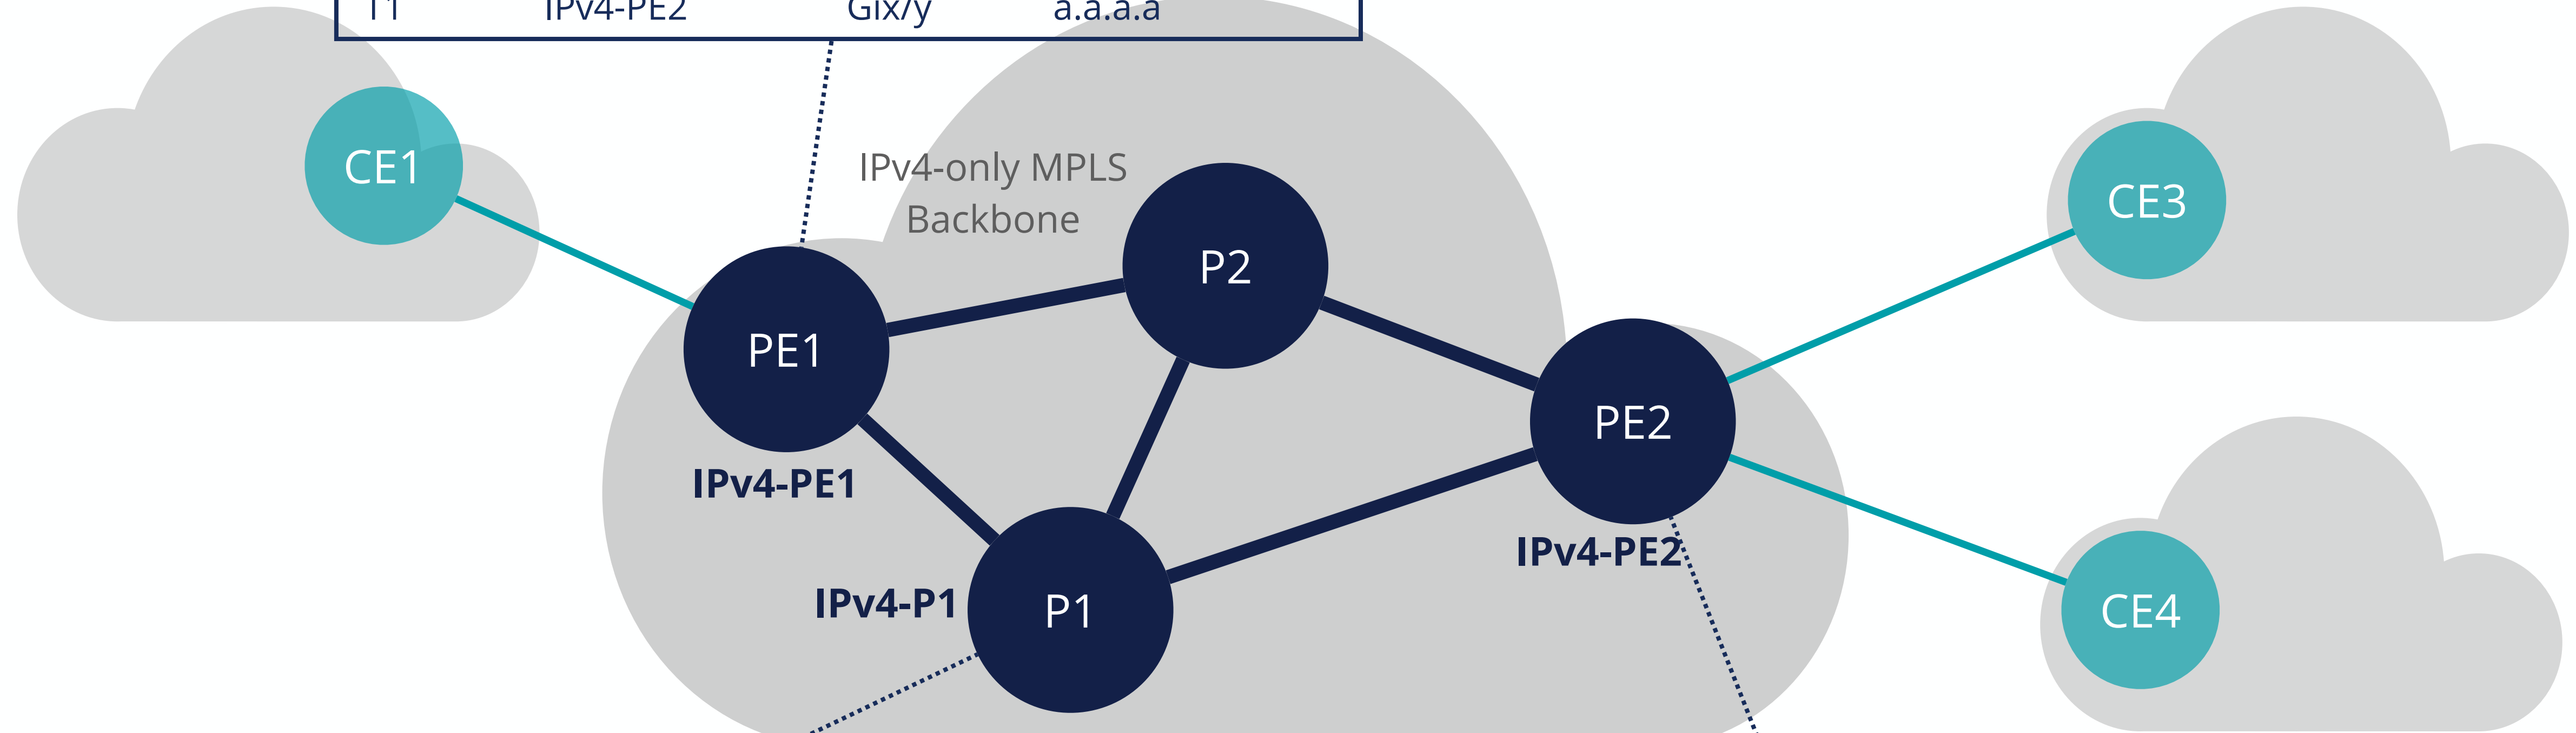 IPv4-PE2 Gix/y a.a.a.a
CE1
IPv4-only MPLS
Backbone
P2
CE3
PE1
PE2
IPv4-PE1
IPv4-PE2
IPv4-P1
P1
CE4